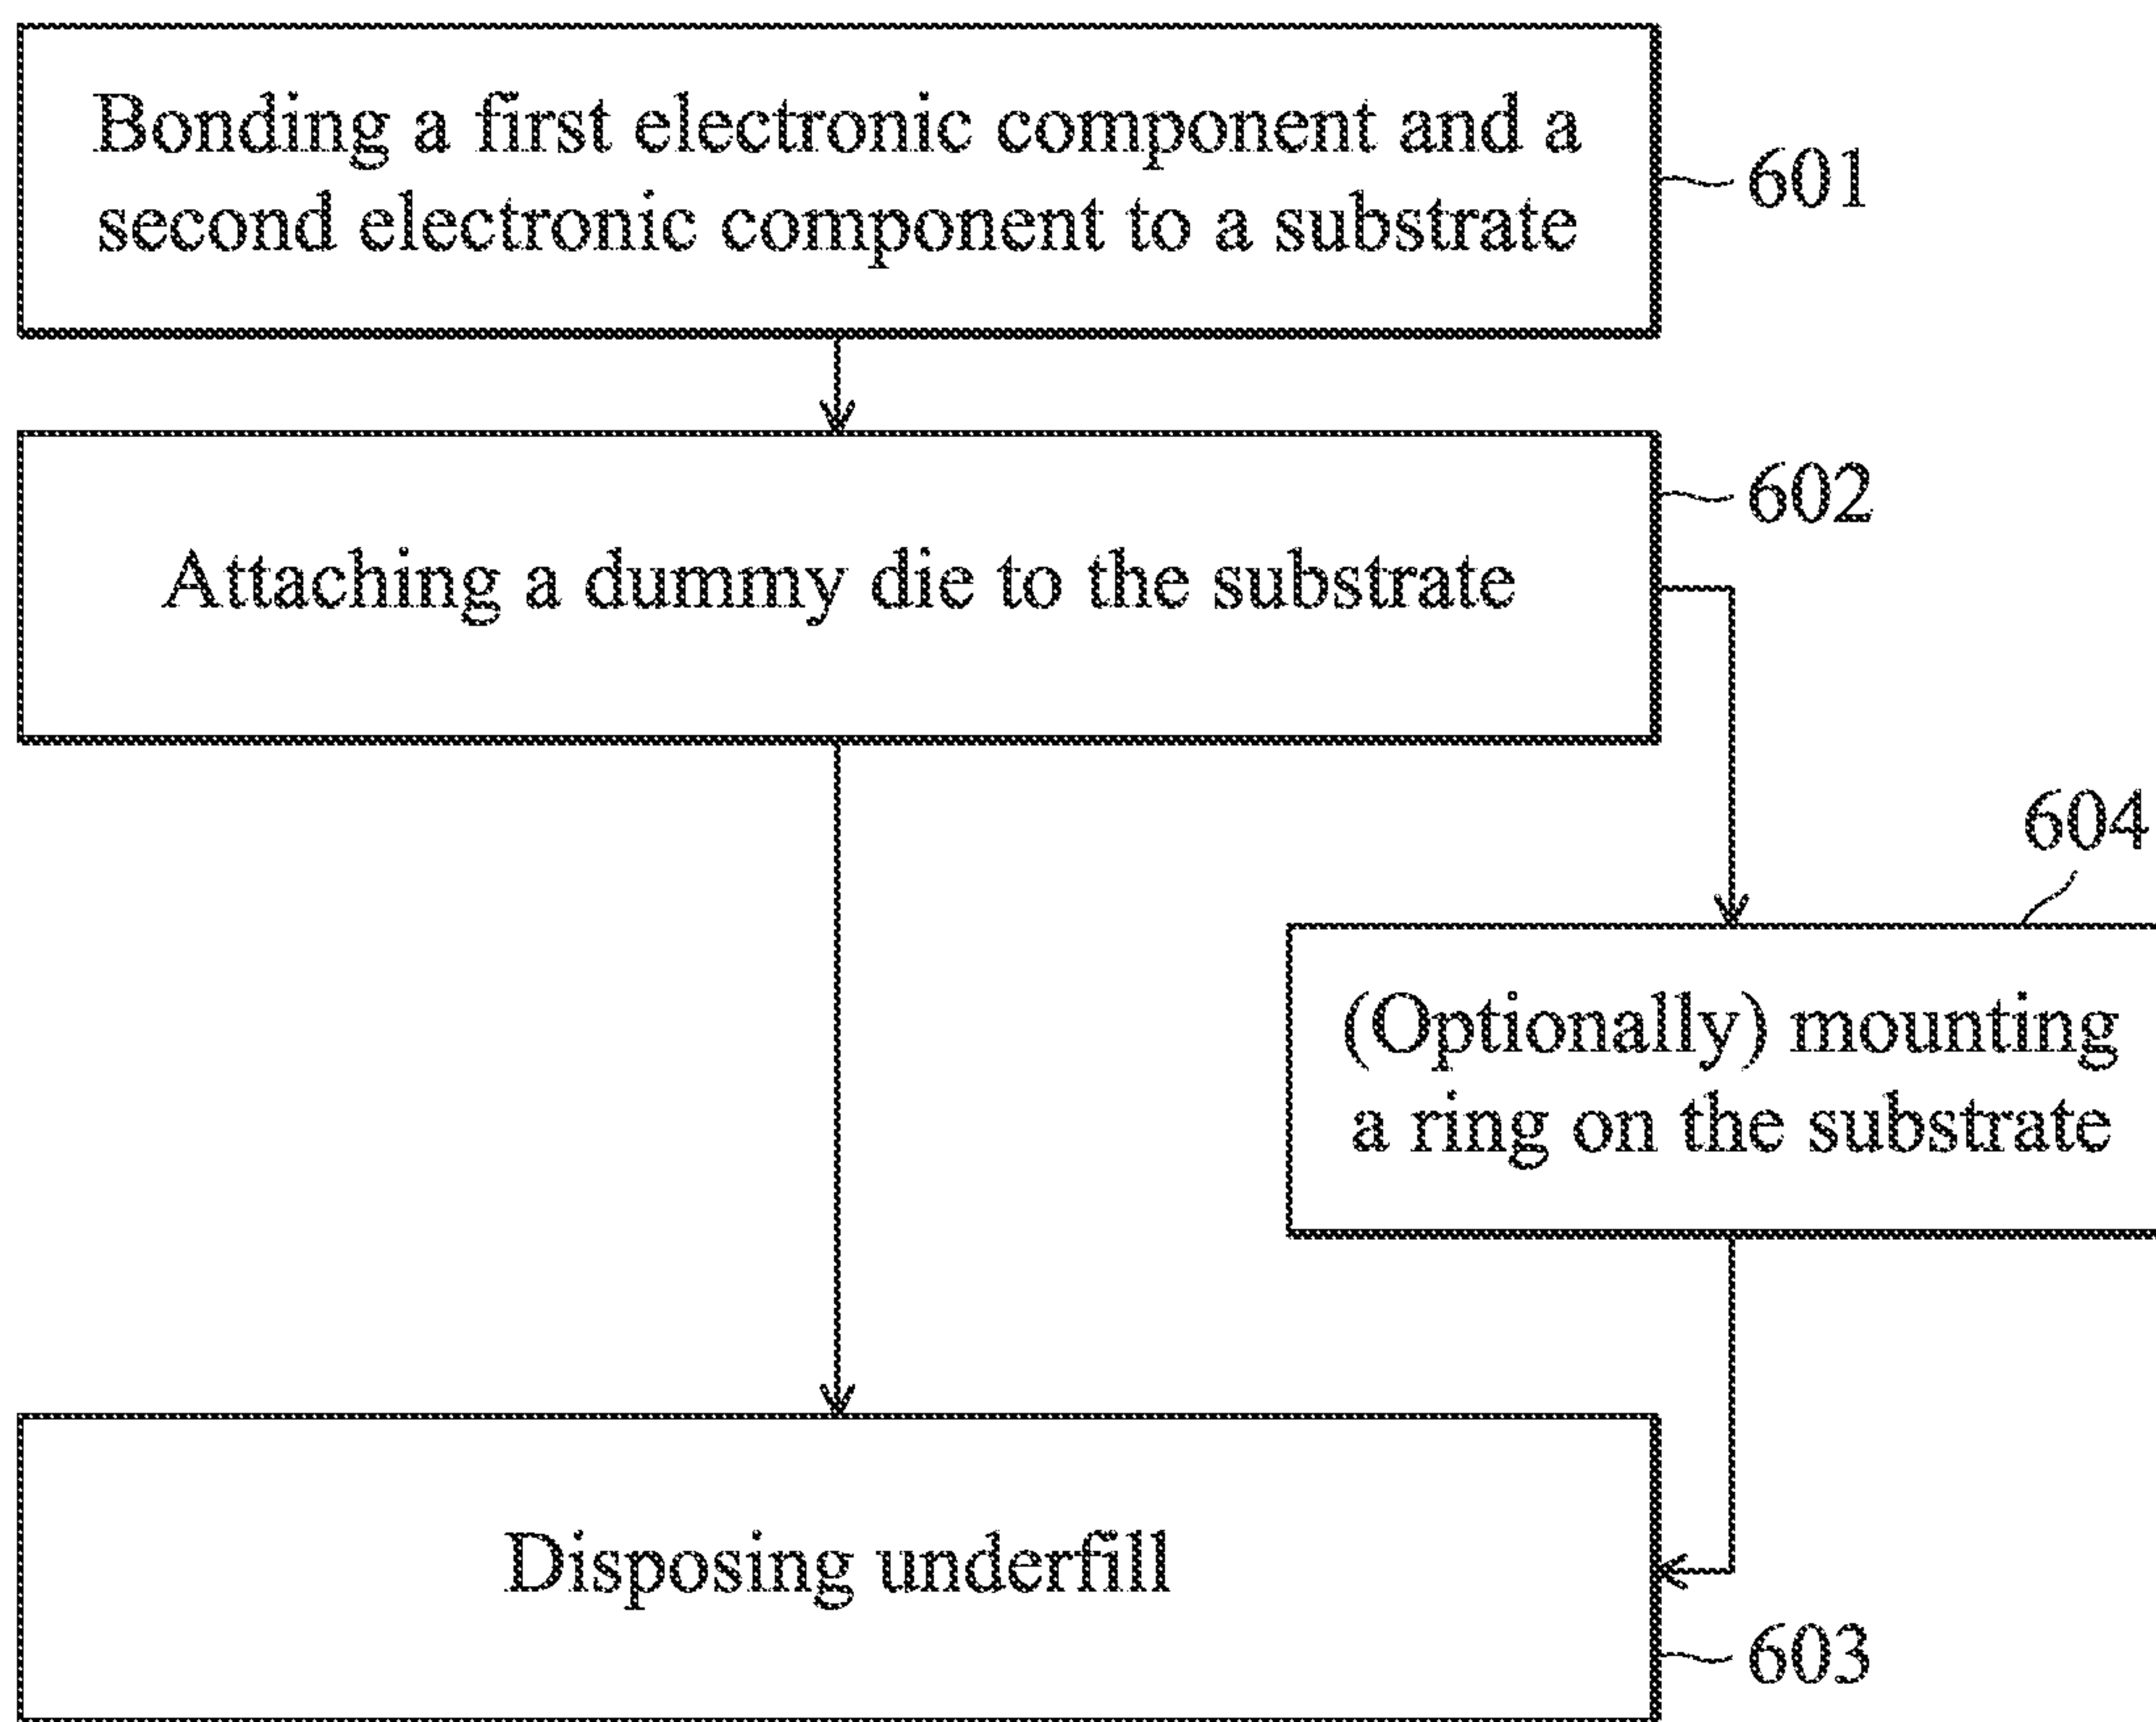 Bonding a first electronic component and a
second electronic component to a substrate
601
602
Attaching a dummy die to the substrate
604
(Optionally) mounting
a ring on the substrate
Disposing underfill
603